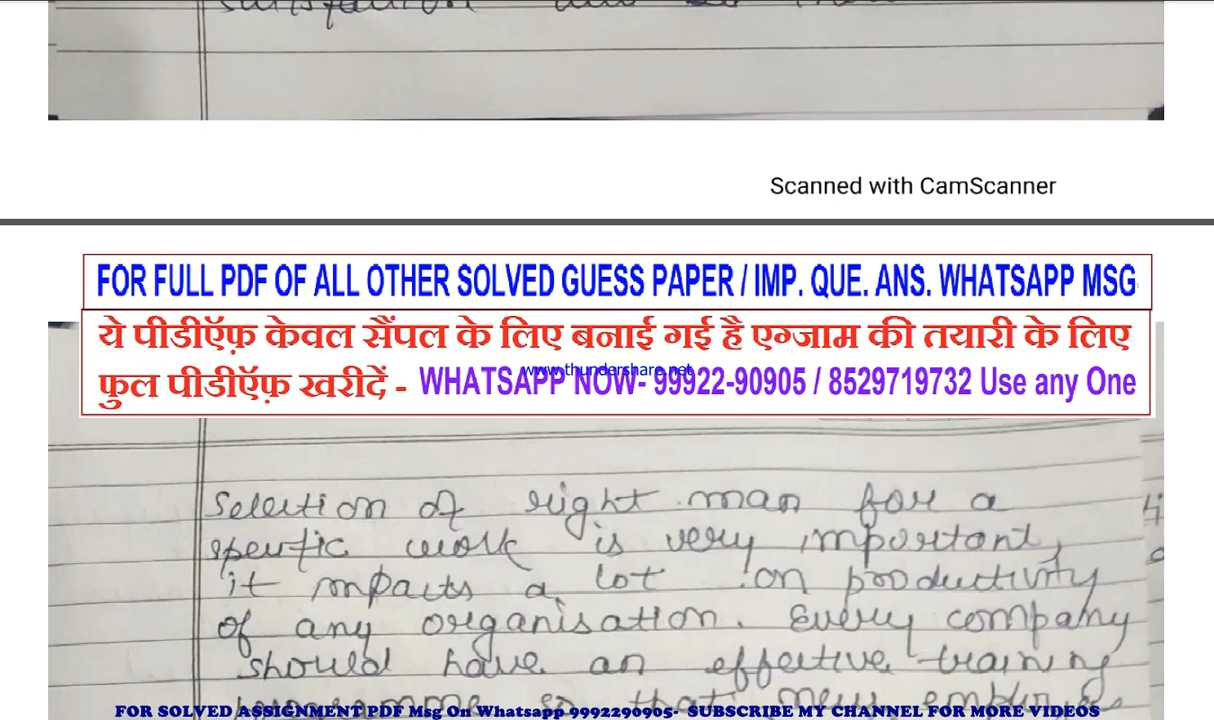 satisfaction
Scanned with CamScanner
FOR FULL PDF OF ALL OTHER SOLVED GUESS PAPER / IMP. QUE. ANS. WHATSAPP MSG
ये पीडीऍफ़ केवल सैंपल के लिए बनाई गई है एग्जाम की तयारी के लिए
www.thundershare.net
फुल पीडीऍफ़ खरीदें - WHATSAPP NOW- 99922-90905 / 8529719732 Use any One
Selection of right man for a
specific work is very important,
it impacts a lot on productivity
of any organisation. Every company
should have an effective training
so that new
FOR SOLVED ASSIGNMENT PDF Msg On Whatsapp 9992290905- SUBSCRIBE MY CHANNEL FOR MORE VIDEOS